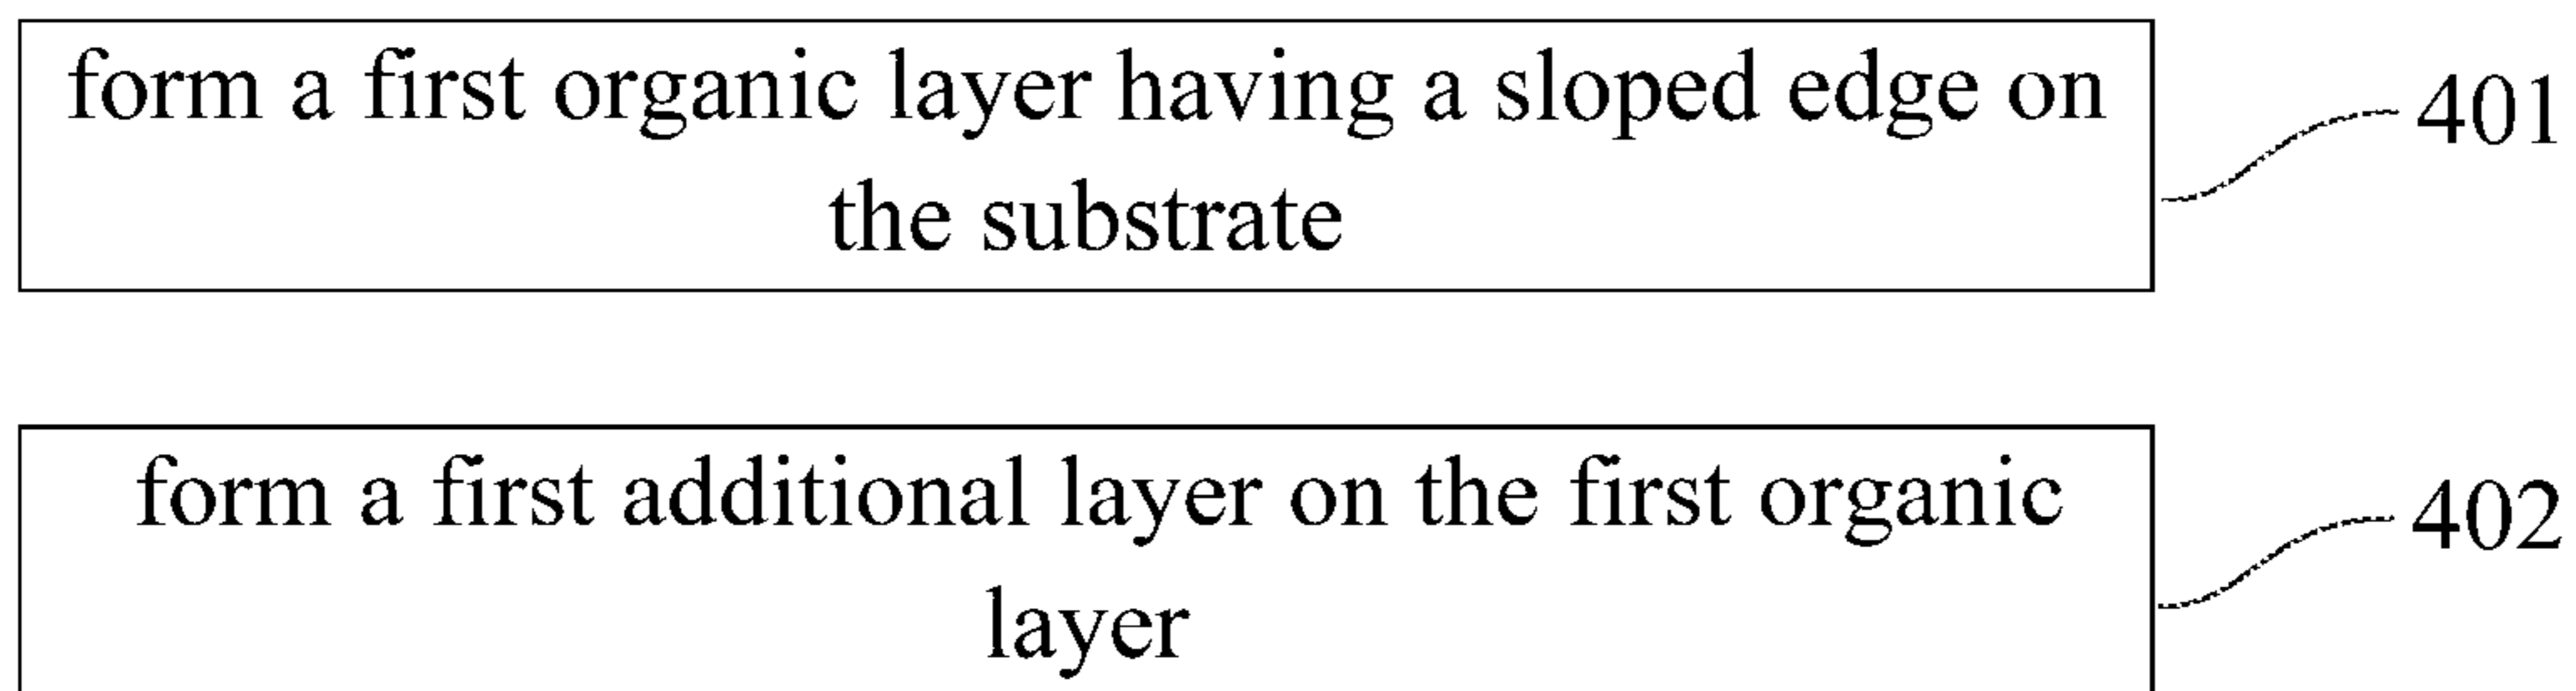 form a first organic layer having a sloped edge on
the substrate
401
form a first additional layer on the first organic
layer
402